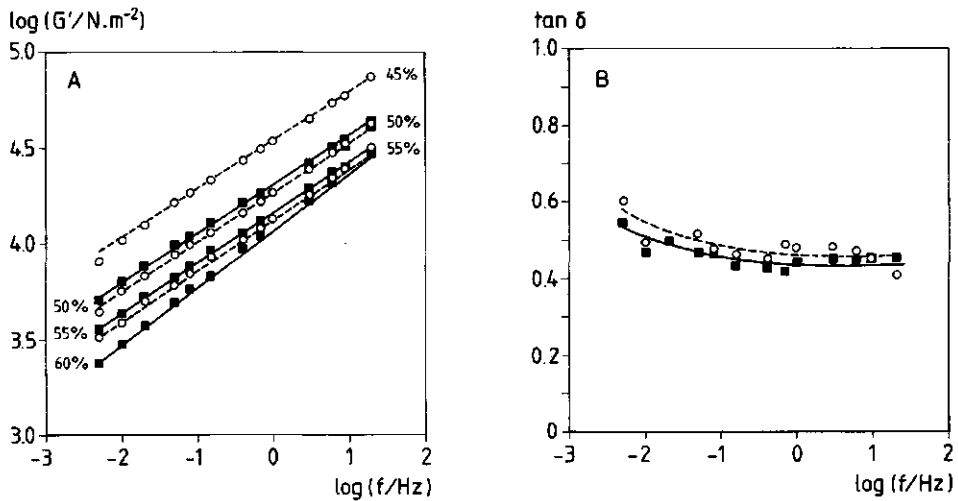 log (G'/N.m⁻²)
5.0
4.5
4.0
3.5
3.0
A
45%
50%
55%
50%
55%
60%
-3 -2 -1 0 1 2
log (f/Hz)
tan δ
1.0
0.8
0.6
0.4
0.2
0
B
-3 -2 -1 0 1 2
log (f/Hz)